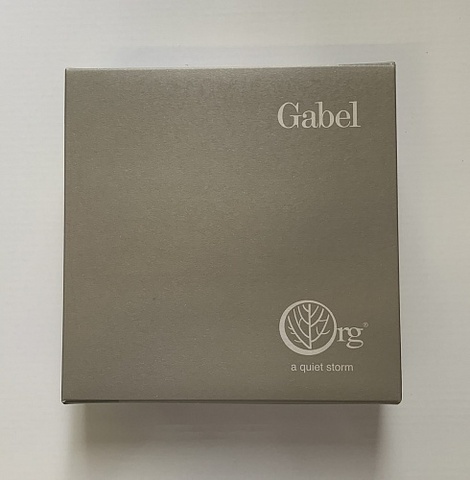 Gabel
Org®
a quiet storm